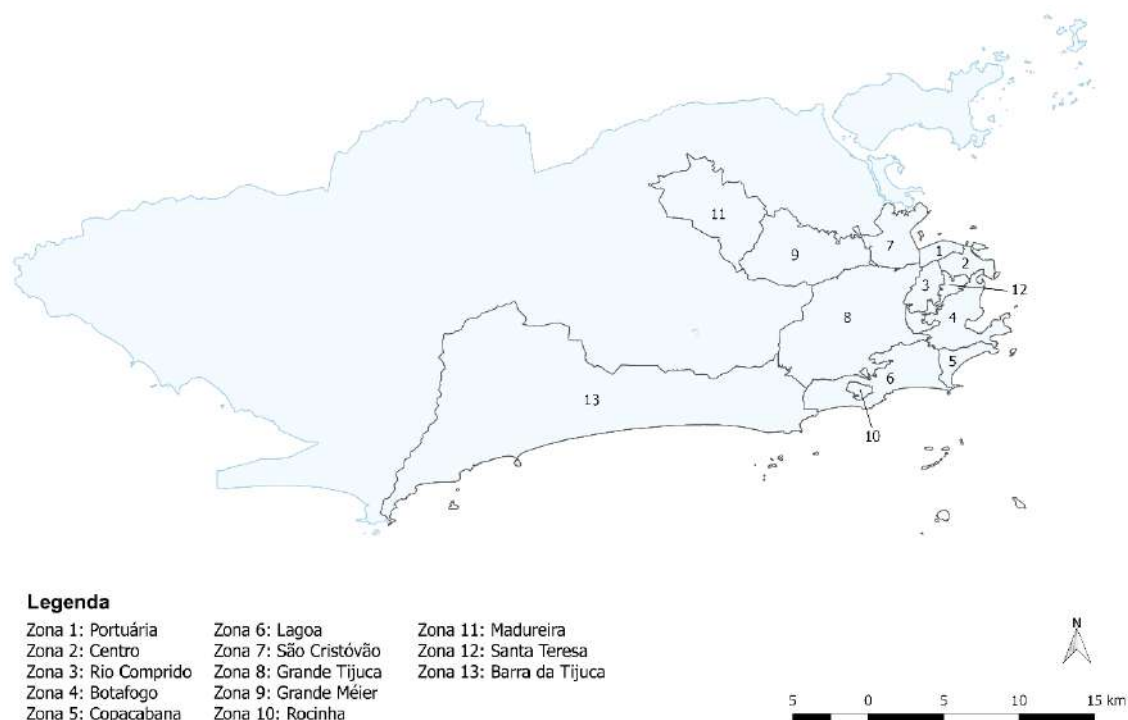 11
7
9
1
2
3
12
8
4
5
6
13
10
Legenda
Zona 1: Portuária
Zona 2: Centro
Zona 3: Rio Comprido
Zona 4: Botafogo
Zona 5: Copacabana
Zona 6: Lagoa
Zona 7: São Cristóvão
Zona 8: Grande Tijuca
Zona 9: Grande Méier
Zona 10: Rocinha
Zona 11: Madureira
Zona 12: Santa Teresa
Zona 13: Barra da Tijuca
N
5 0 5 10 15 km